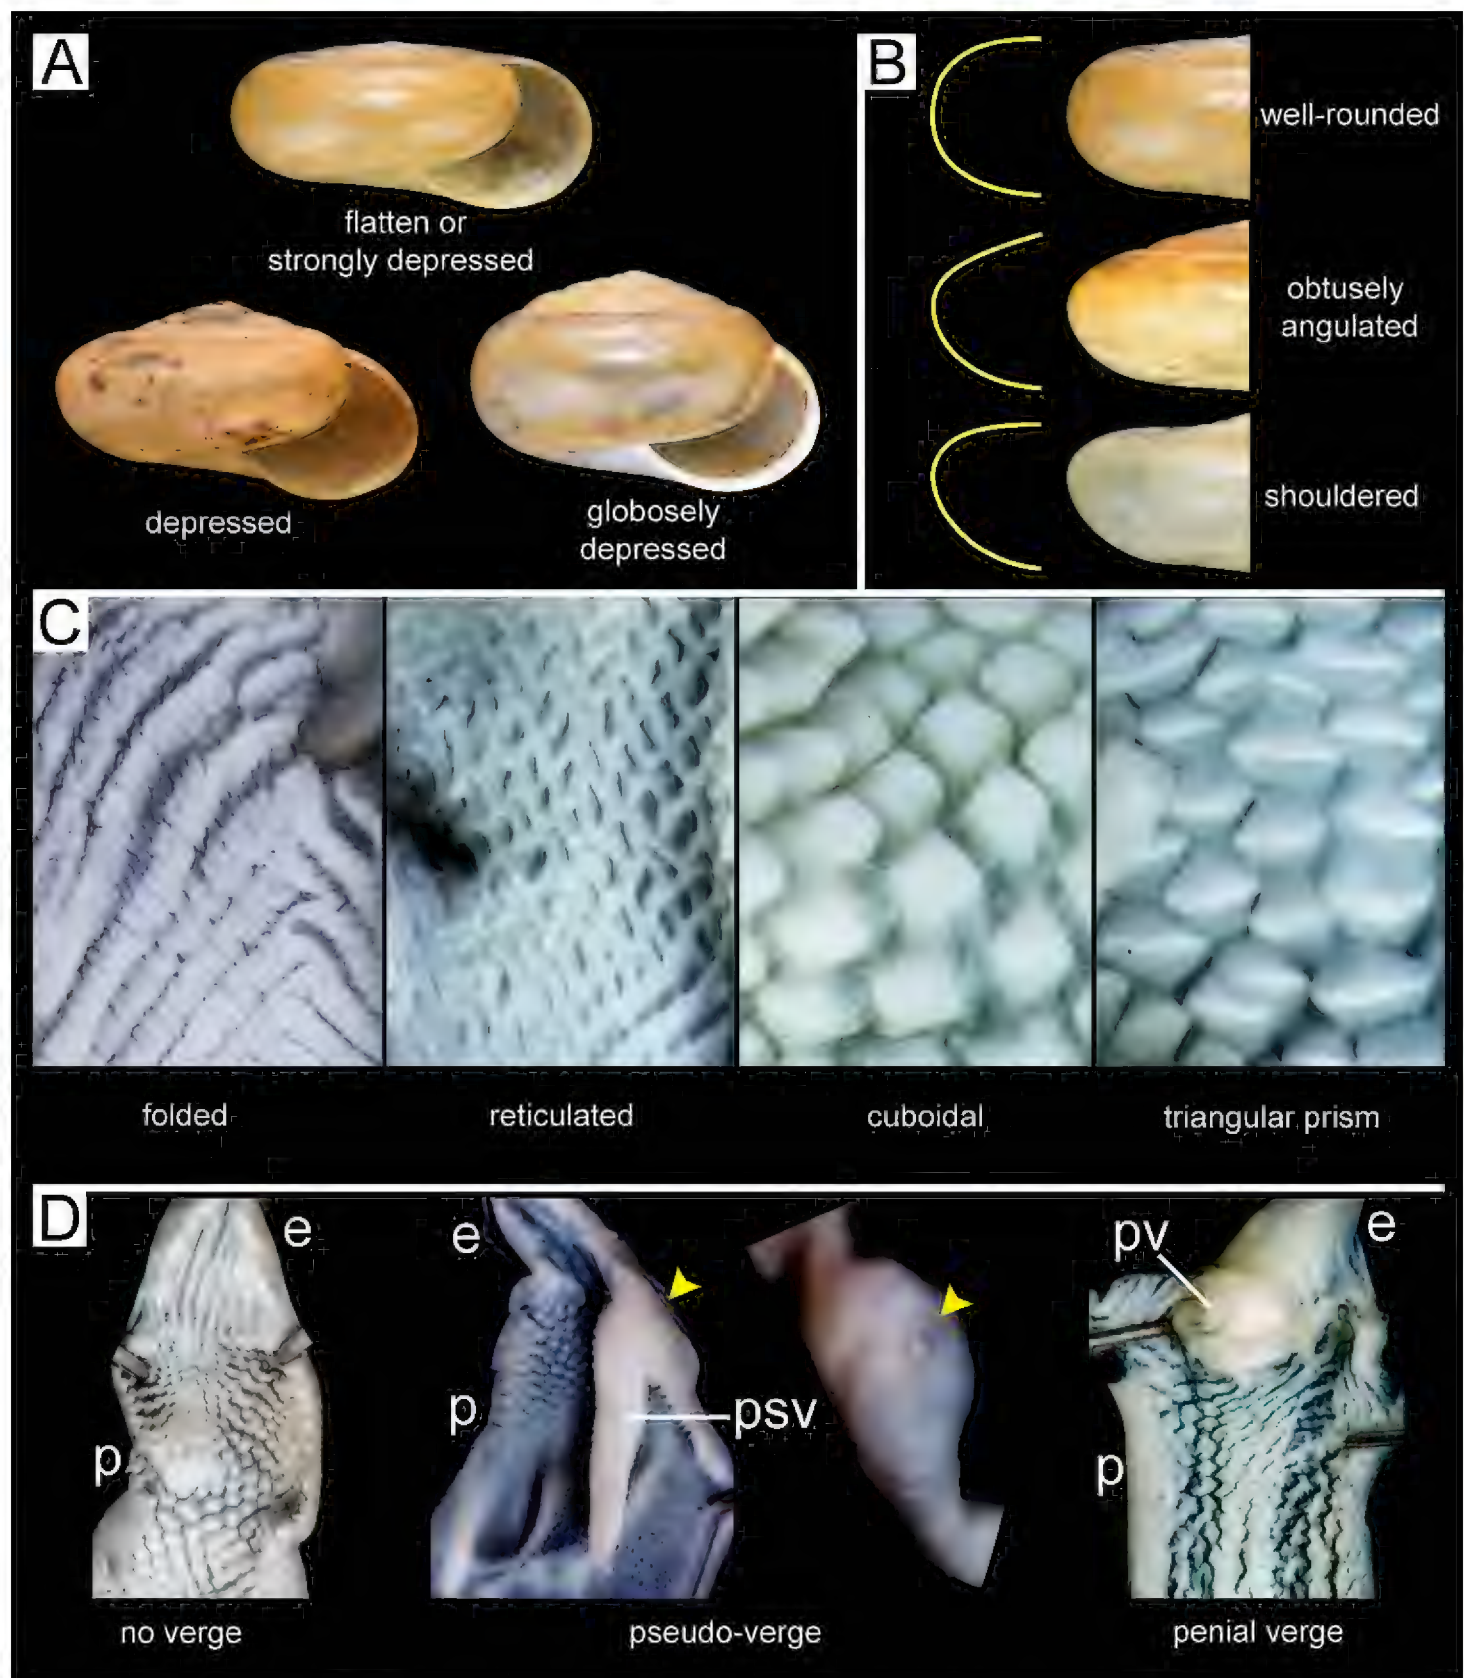 A
flatten or
strongly depressed
depressed
globosely
depressed
B
well-rounded
obtusely
angulated
shouldered
C
folded
reticulated
cuboidal
triangular prism
D
e
p
no verge
e
p
psv
pseudo-verge
pv
e
p
penial verge